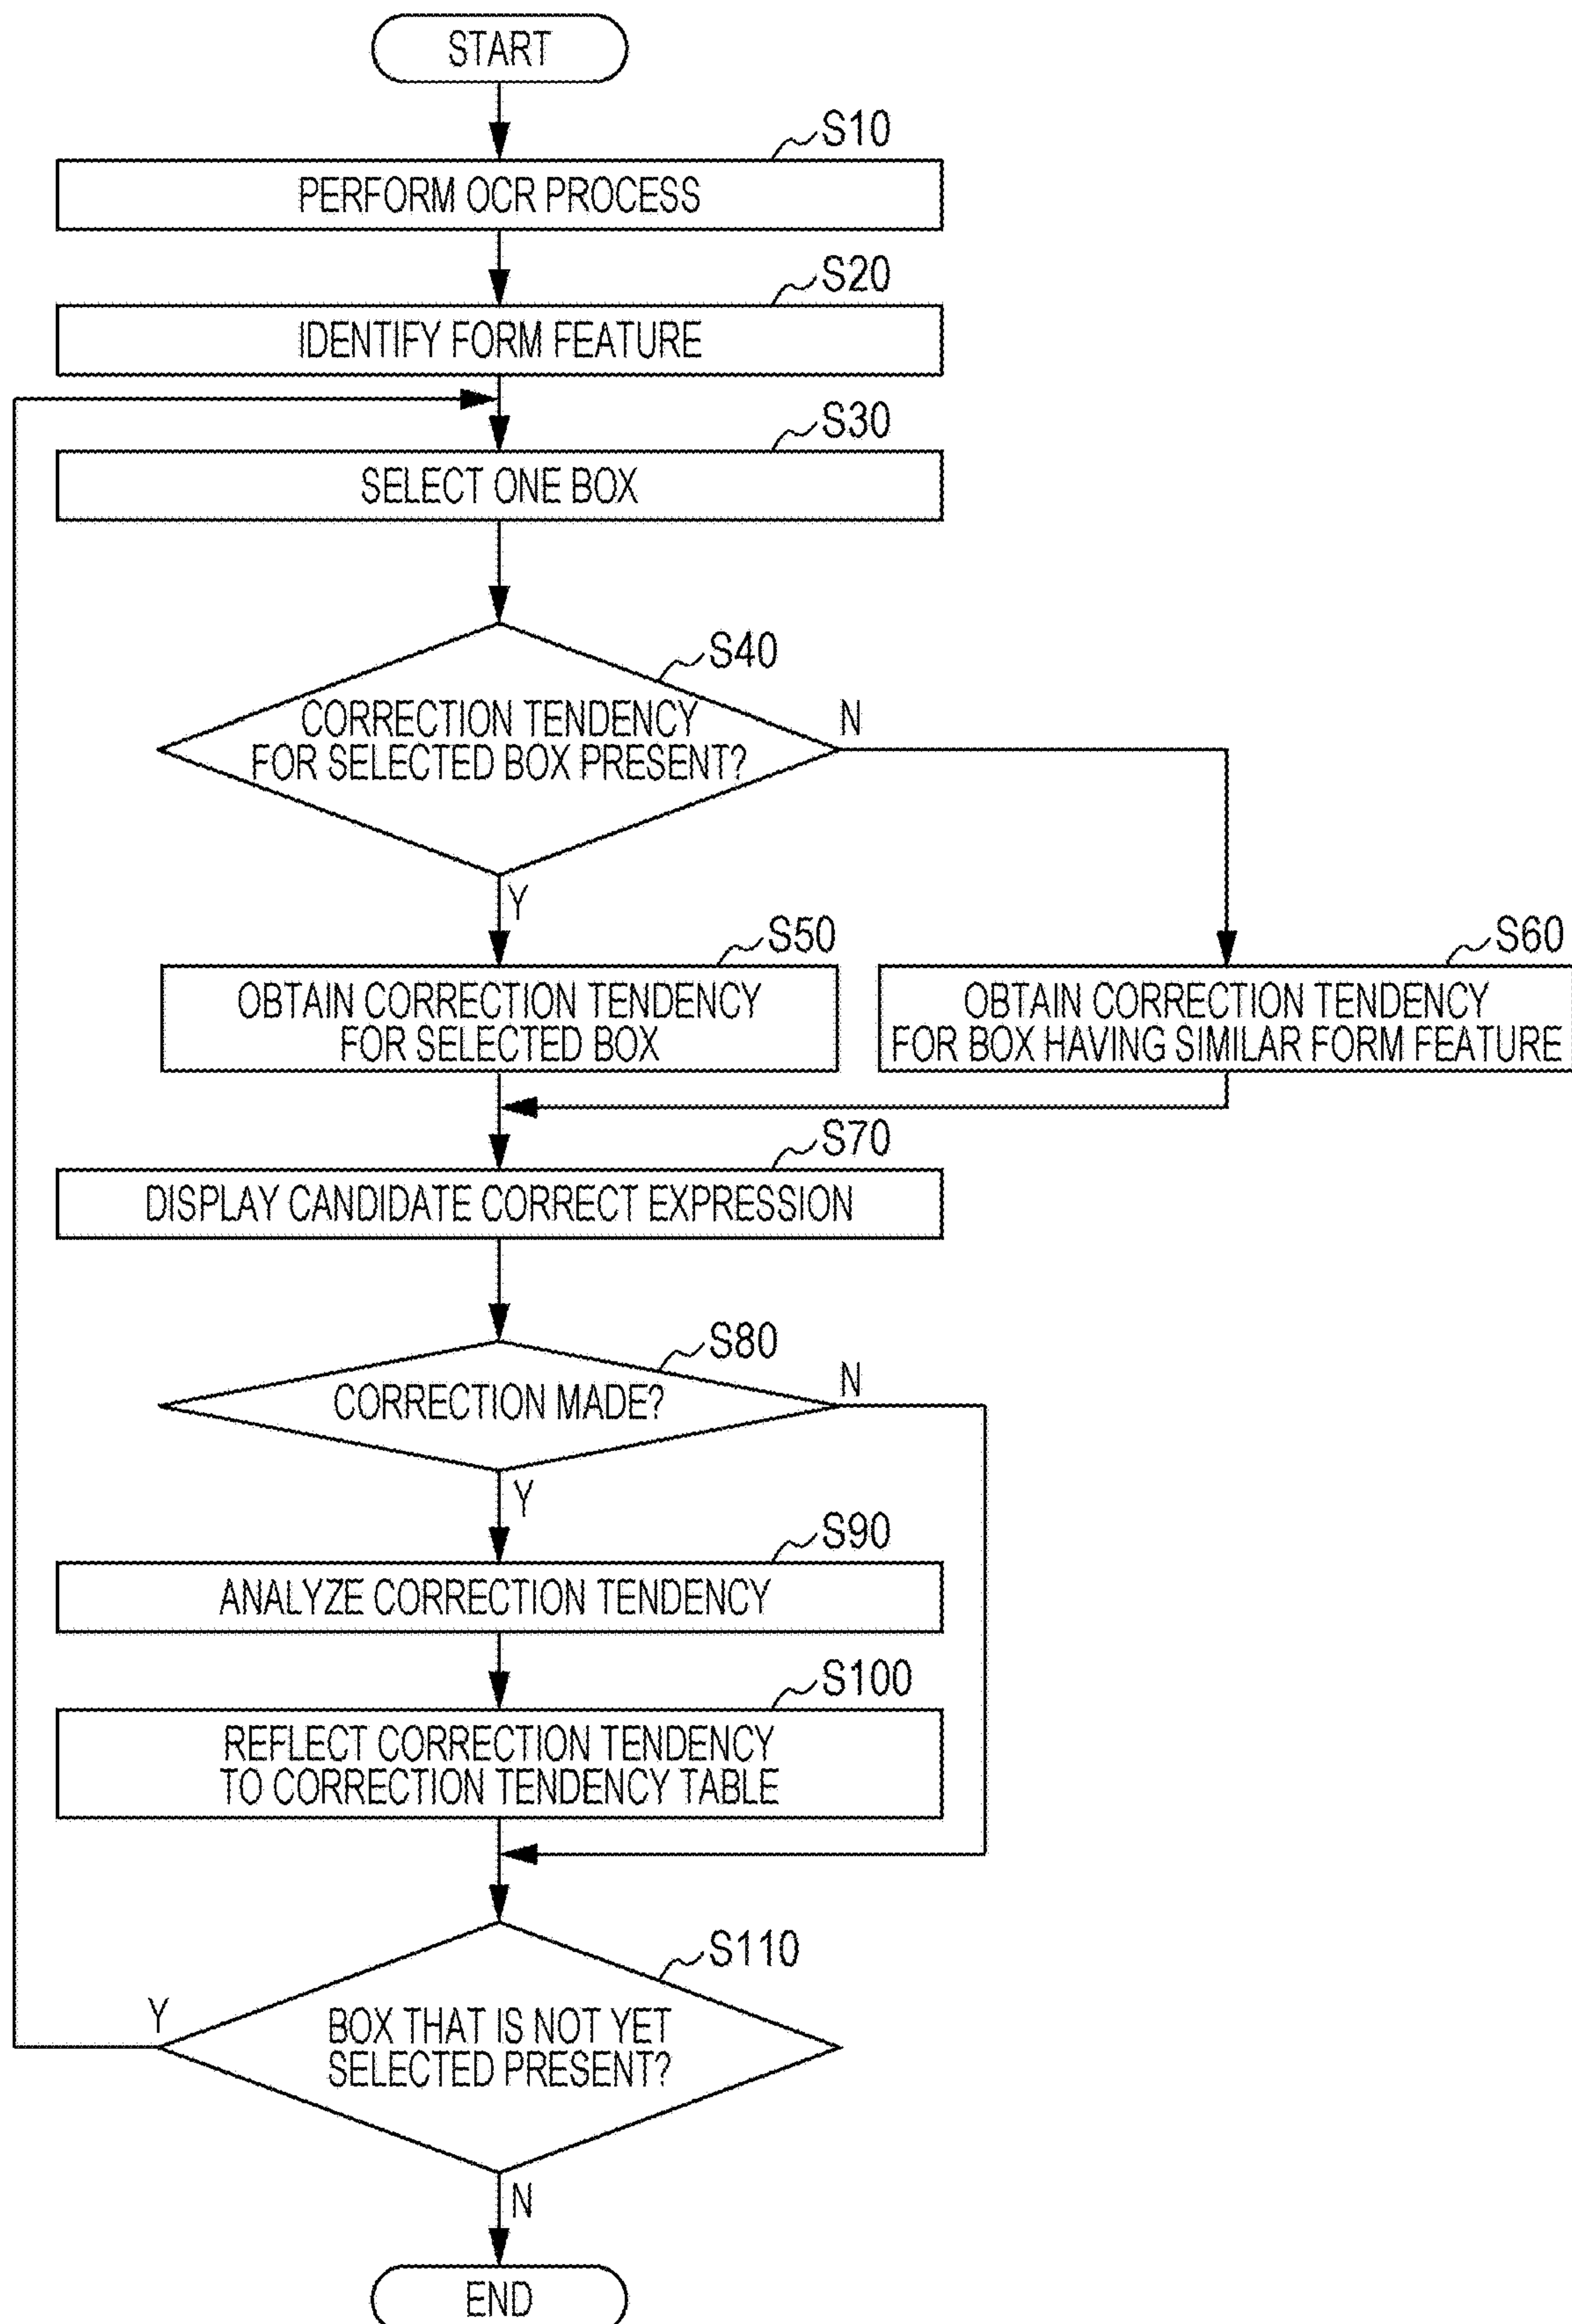 START
S10
PERFORM OCR PROCESS
S20
IDENTIFY FORM FEATURE
S30
SELECT ONE BOX
S40
CORRECTION TENDENCY
FOR SELECTED BOX PRESENT?
N
Y
S50
OBTAIN CORRECTION TENDENCY
FOR SELECTED BOX
S60
OBTAIN CORRECTION TENDENCY
FOR BOX HAVING SIMILAR FORM FEATURE
S70
DISPLAY CANDIDATE CORRECT EXPRESSION
S80
CORRECTION MADE?
N
Y
S90
ANALYZE CORRECTION TENDENCY
S100
REFLECT CORRECTION TENDENCY
TO CORRECTION TENDENCY TABLE
S110
Y
BOX THAT IS NOT YET
SELECTED PRESENT?
N
END